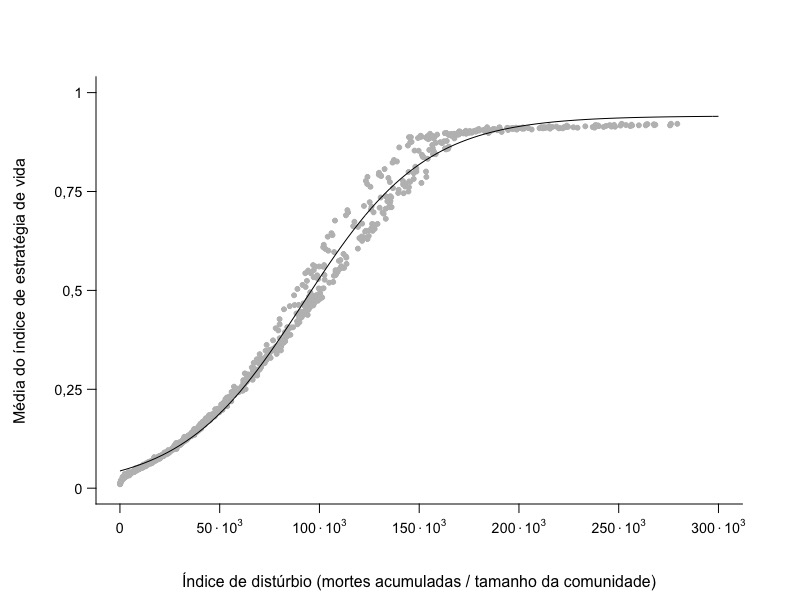 Média do índice de estratégia de vida
1
0,75
0,5
0,25
0
0 50·10³ 100·10³ 150·10³ 200·10³ 250·10³ 300·10³
Índice de distúrbio (mortes acumuladas / tamanho da comunidade)